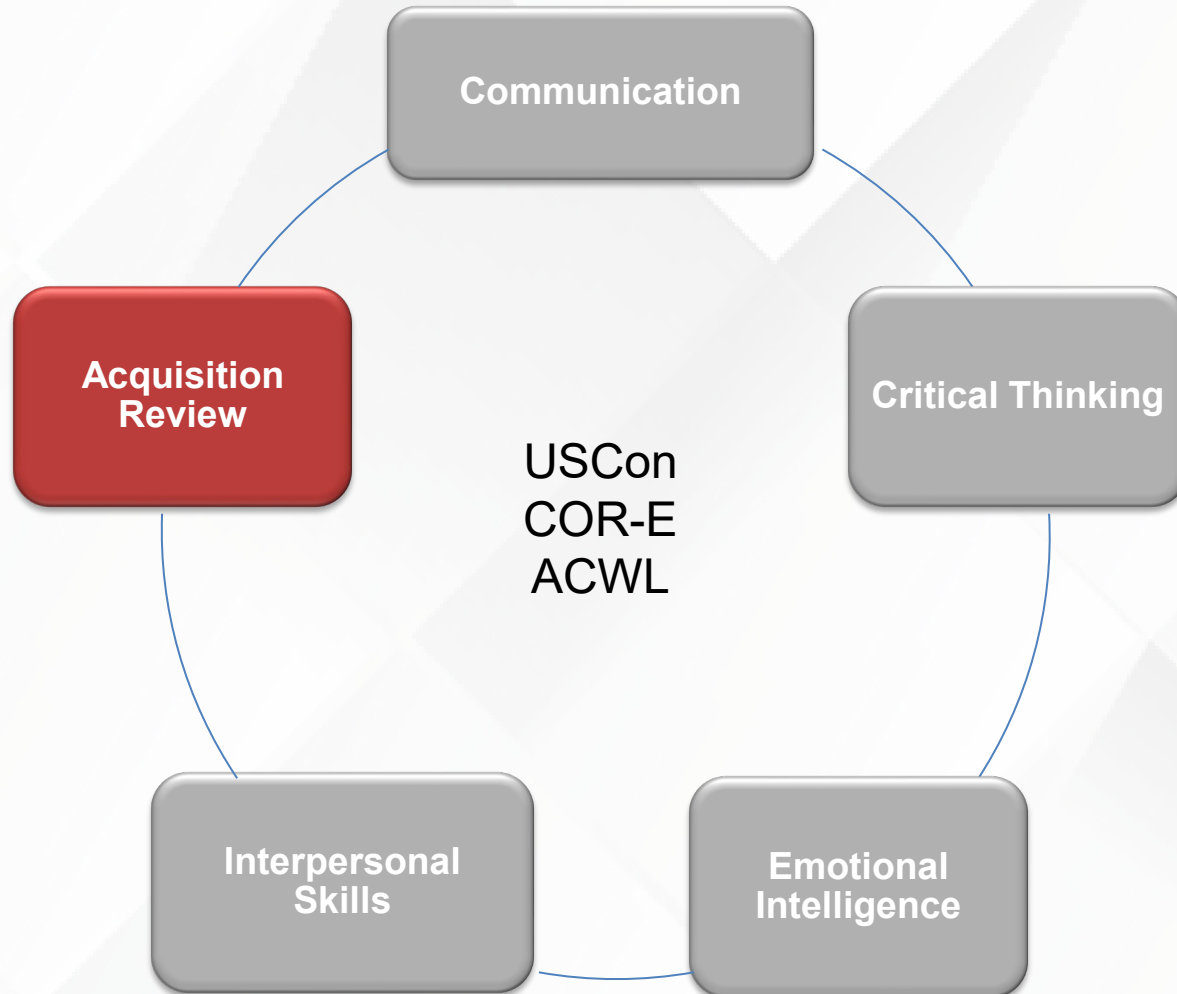 Communication
Acquisition
Review
Critical Thinking
USCon
COR-E
ACWL
Interpersonal
Skills
Emotional
Intelligence